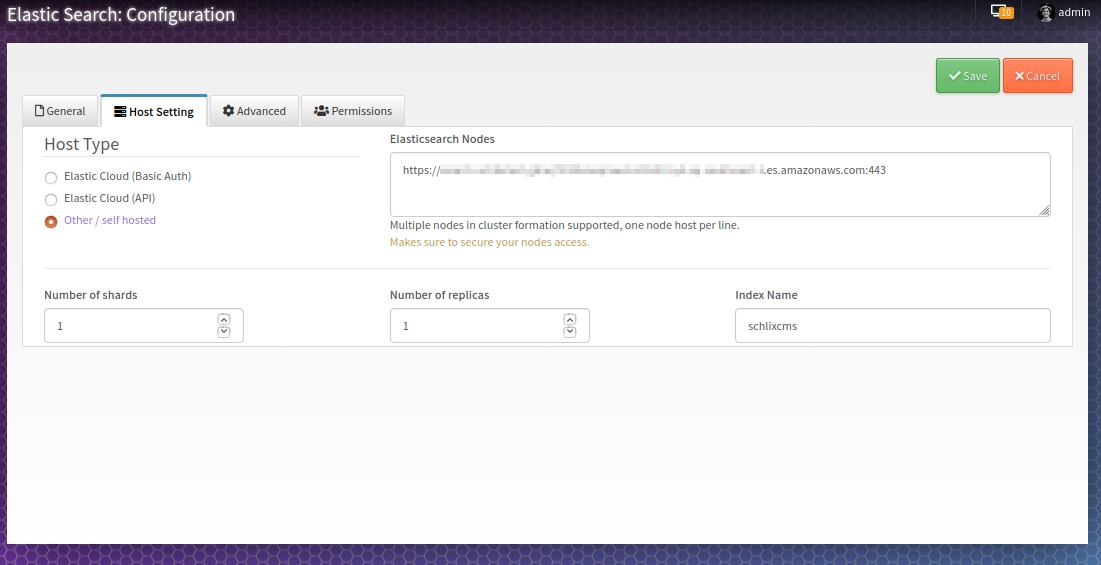 Elastic Search: Configuration
10
admin
Save
Cancel
General
Host Setting
Advanced
Permissions
Host Type
Elastic Cloud (Basic Auth)
Elastic Cloud (API)
Other / self hosted
Elasticsearch Nodes
https:// .es.amazonaws.com:443
Multiple nodes in cluster formation supported, one node host per line.
Makes sure to secure your nodes access.
Number of shards
Number of replicas
Index Name
1
1
schlixcms